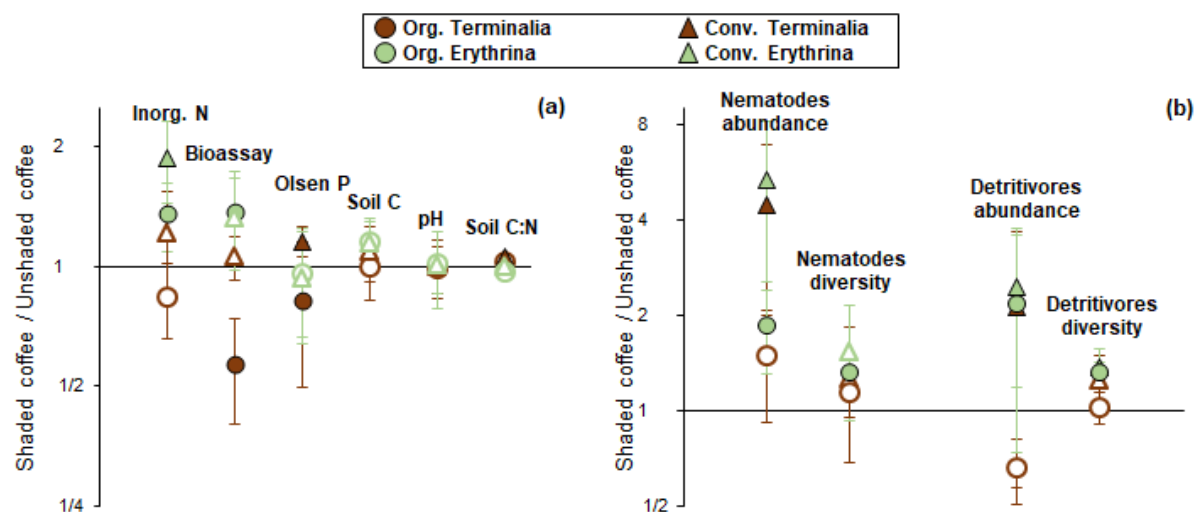 Org. Terminalia
Conv. Terminalia
Org. Erythrina
Conv. Erythrina
(a)
Shaded coffee / Unshaded coffee
2
1
1/2
1/4
Inorg. N
Bioassay
Olsen P
Soil C
pH
Soil C:N
(b)
Shaded coffee / Unshaded coffee
8
4
2
1
1/2
Nematodes
abundance
Nematodes
diversity
Detritivores
abundance
Detritivores
diversity